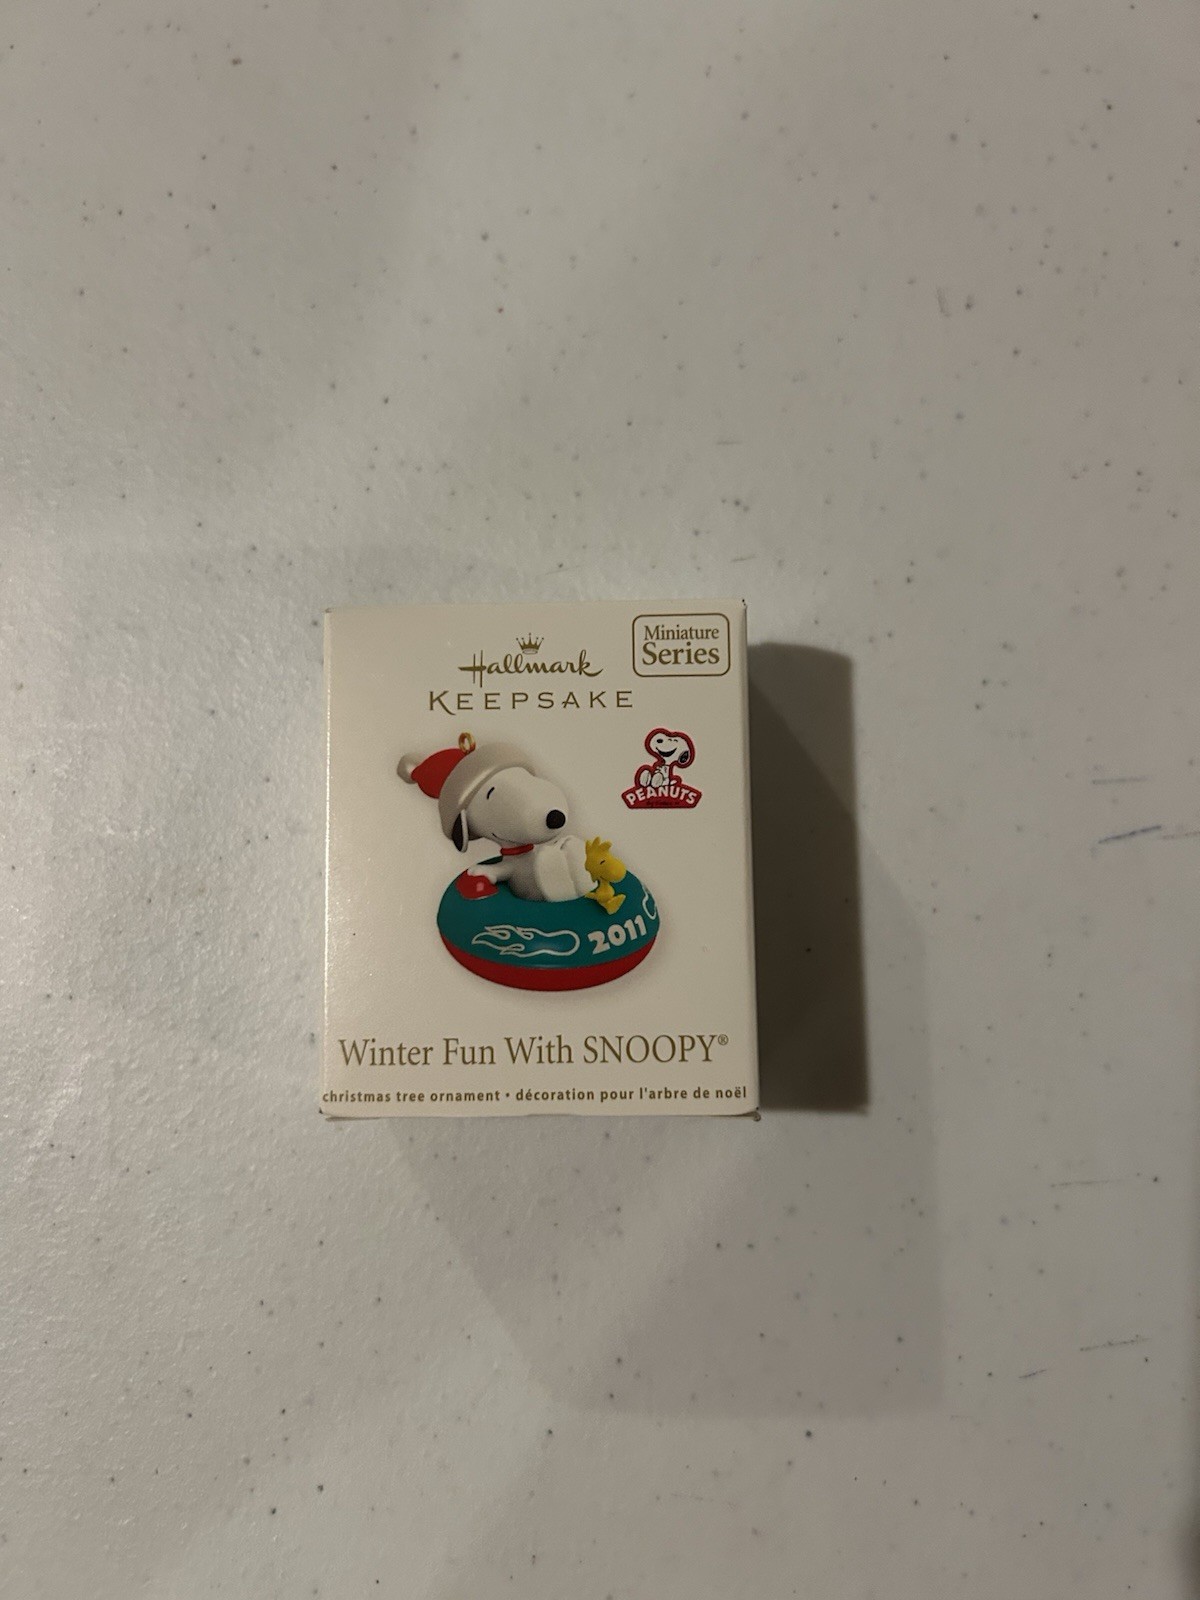 Miniature
Series
Hallmark
KEEPSAKE
PEANUTS
2011
Winter Fun With SNOOPY®
christmas tree ornament • décoration pour l'arbre de noël